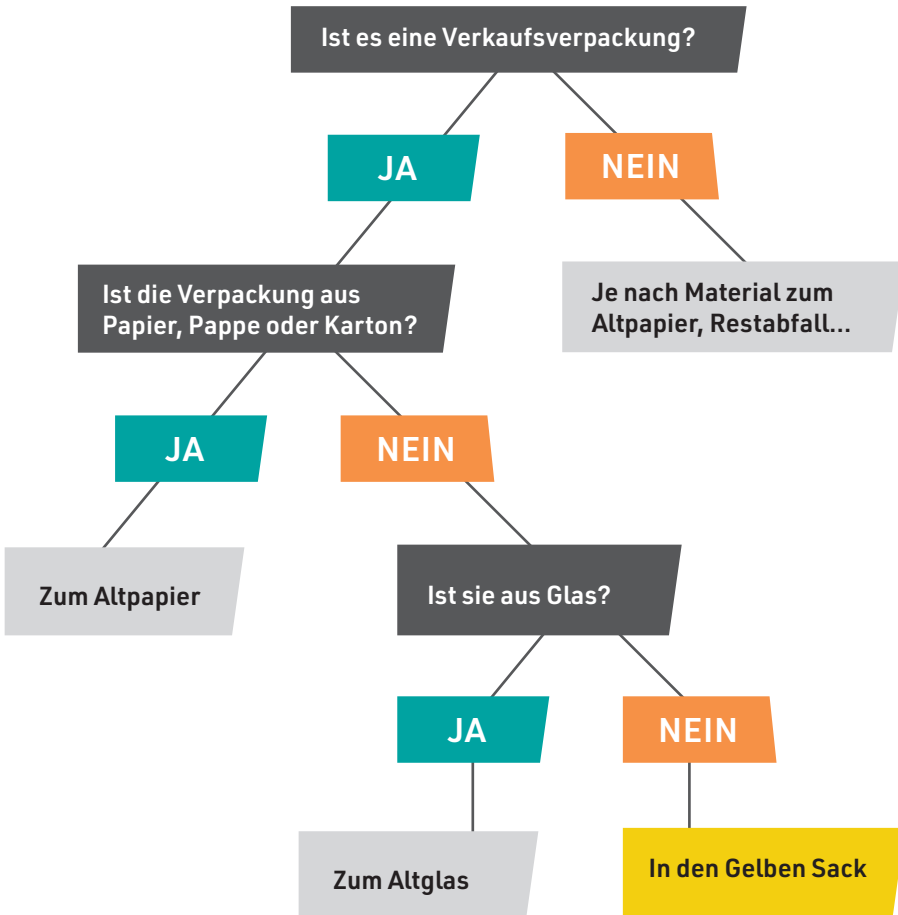 Ist es eine Verkaufsverpackung?
JA
NEIN
Ist die Verpackung aus
Papier, Pappe oder Karton?
Je nach Material zum
Altpapier, Restabfall...
JA
NEIN
Zum Altpapier
Ist sie aus Glas?
JA
NEIN
Zum Altglas
In den Gelben Sack